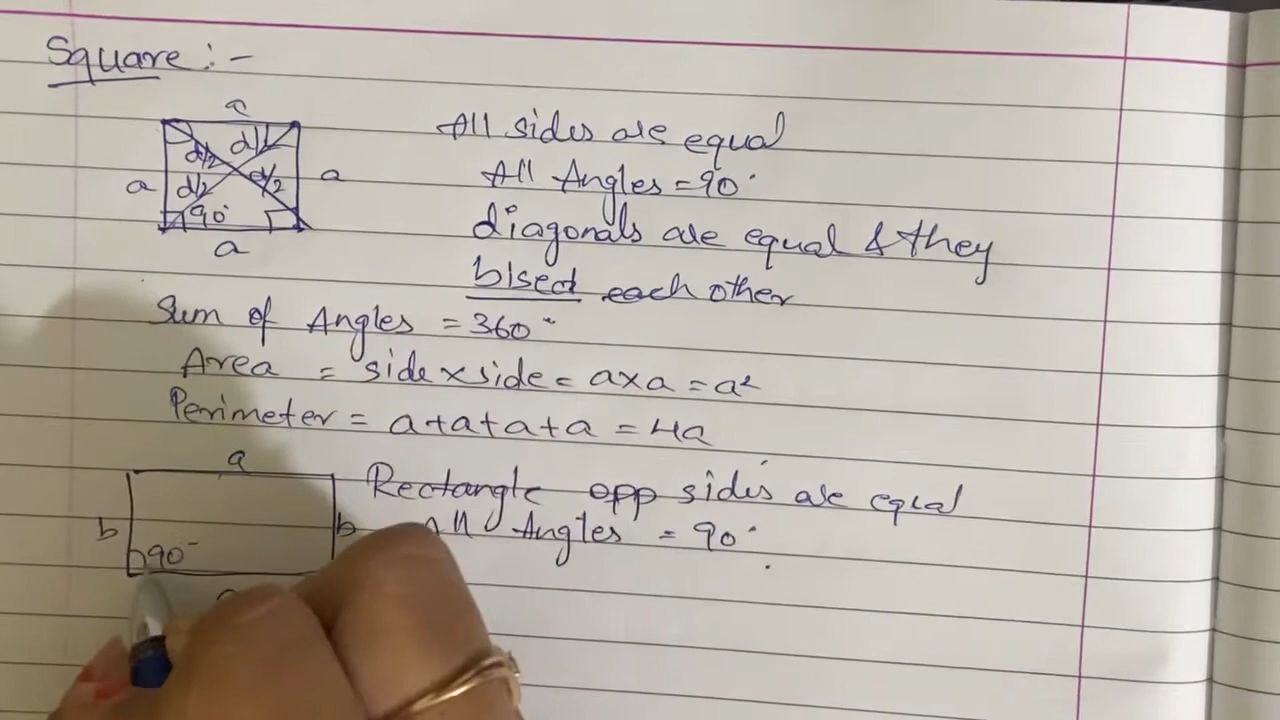 Square :-
a
d/2 d/2
a d/2 d/2 a
90°
a
All sides are equal
All Angles = 90°
diagonals are equal & they
bisect each other
Sum of Angles = 360°
Area = side x side = a x a = a²
Perimeter = a+a+a+a = 4a
a
Rectangle opp sides are equal
b b All Angles = 90°
90°